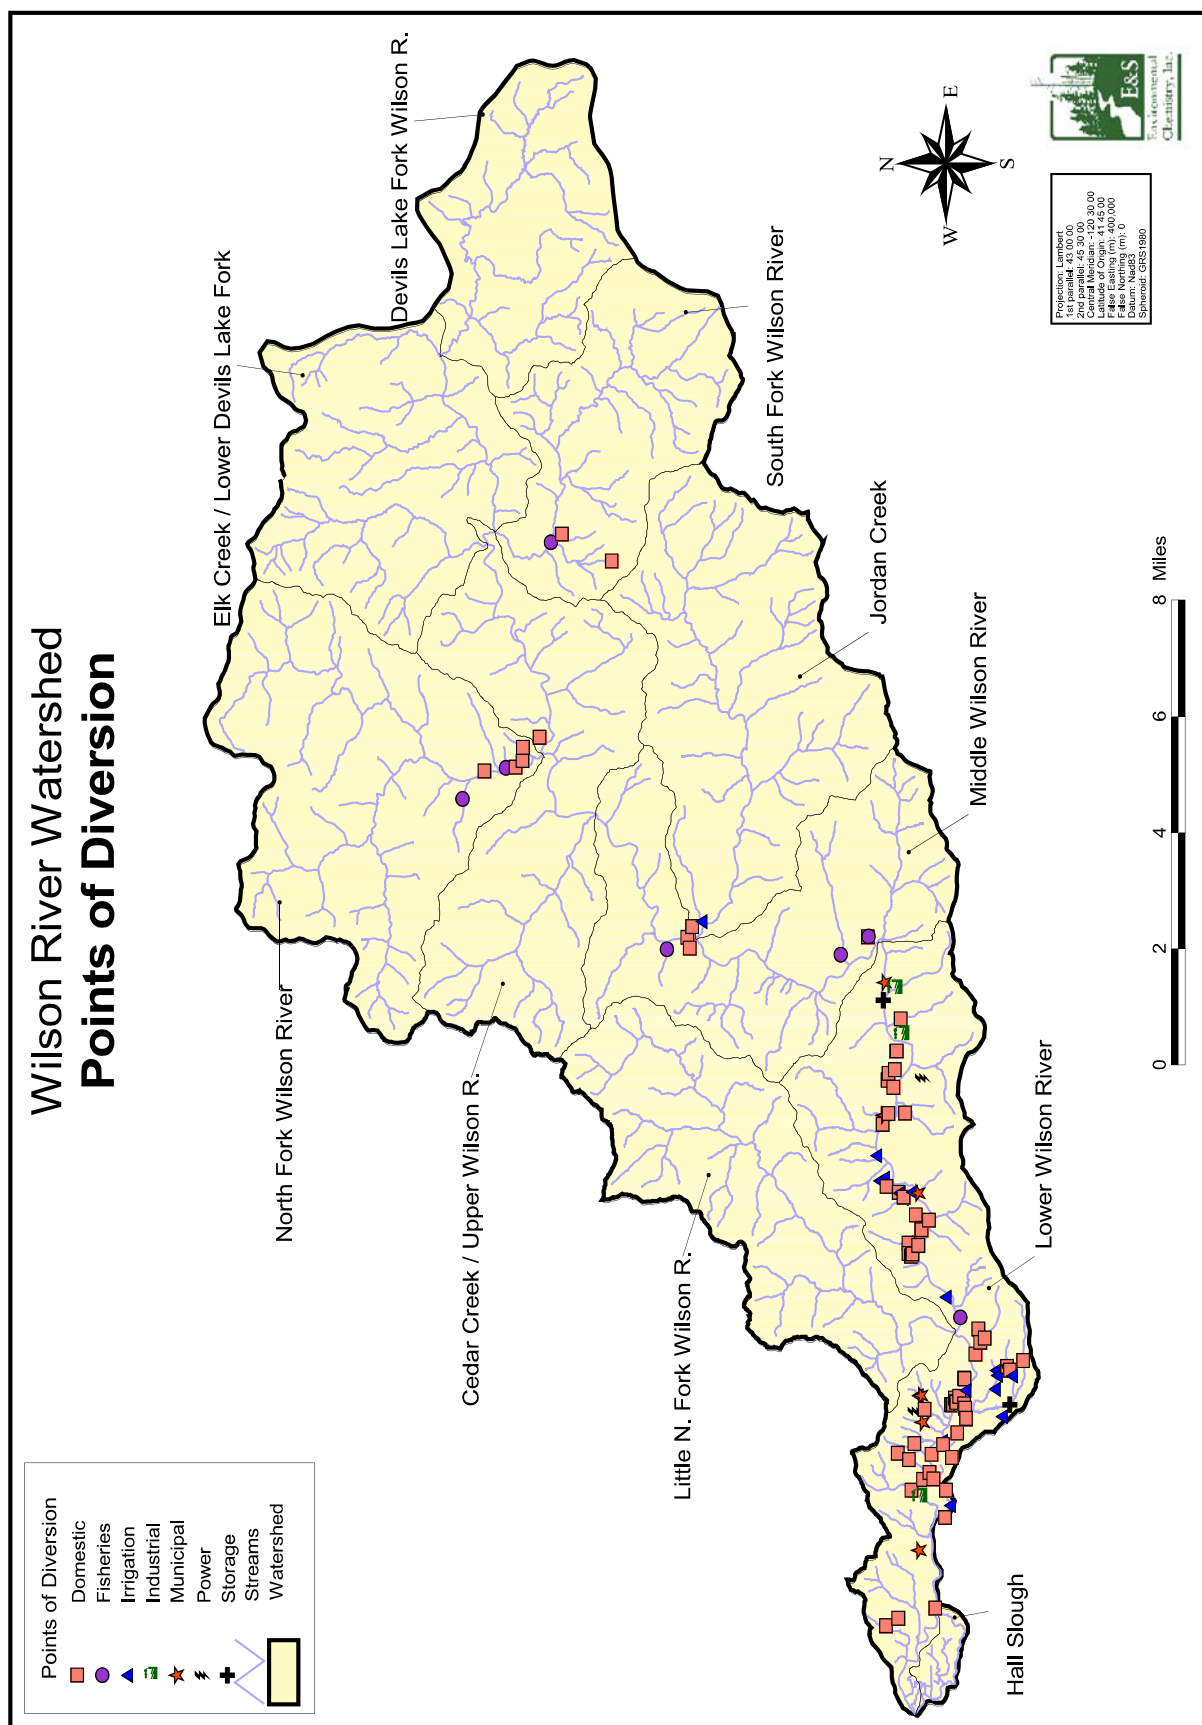 Wilson River Watershed
Points of Diversion
Devils Lake Fork Wilson R.
Elk Creek / Lower Devils Lake Fork
North Fork Wilson River
Cedar Creek / Upper Wilson R.
Little N. Fork Wilson R.
South Fork Wilson River
Jordan Creek
Middle Wilson River
Lower Wilson River
Hall Slough
Points of Diversion
Domestic
Fisheries
Irrigation
Industrial
Municipal
Power
Storage
Streams
Watershed
N
E
S
W
0 2 4 6 8 Miles
Projection: Lambert
1st parallel: 43 00 00
2nd parallel: 45 30 00
Central Meridian: -120 30 00
Latitude of Origin: 41 45 00
False Easting (m): 400,000
False Northing (m): 0
Datum: Nad83
Spheroid: GRS1980
E&S
Environmental
Chemistry, Inc.